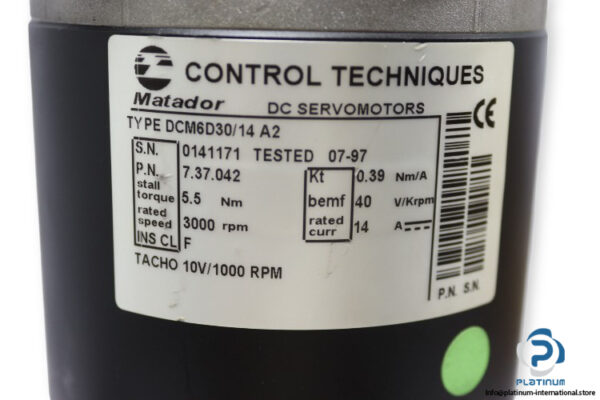 CONTROL TECHNIQUES
Matador DC SERVOMOTORS
CE
TYPE DCM6D30/14 A2
S.N. 0141171 TESTED 07-97
P.N. 7.37.042
stall torque 5.5 Nm
rated speed 3000 rpm
INS CL F
Kt 0.39 Nm/A
bemf 40 V/Krpm
rated curr 14 A
TACHO 10V/1000 RPM
P.N. S.N.
PLATINUM
info@platinum-international.store